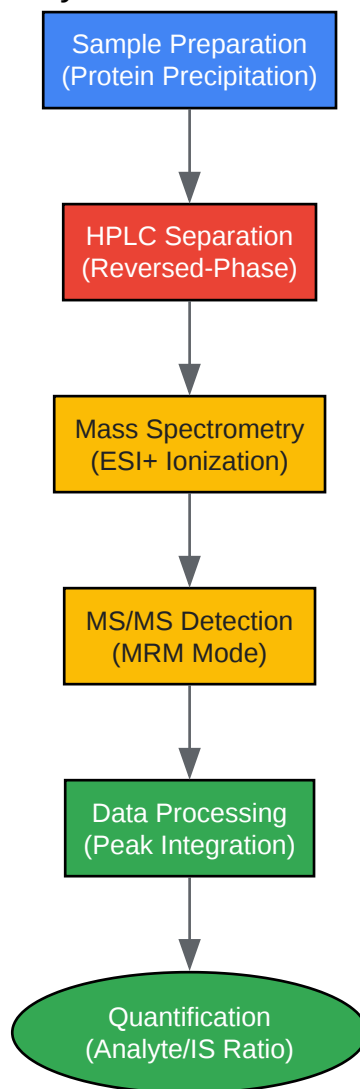 Sample Preparation
(Protein Precipitation)
HPLC Separation
(Reversed-Phase)
Mass Spectrometry
(ESI+ Ionization)
MS/MS Detection
(MRM Mode)
Data Processing
(Peak Integration)
Quantification
(Analyte/IS Ratio)